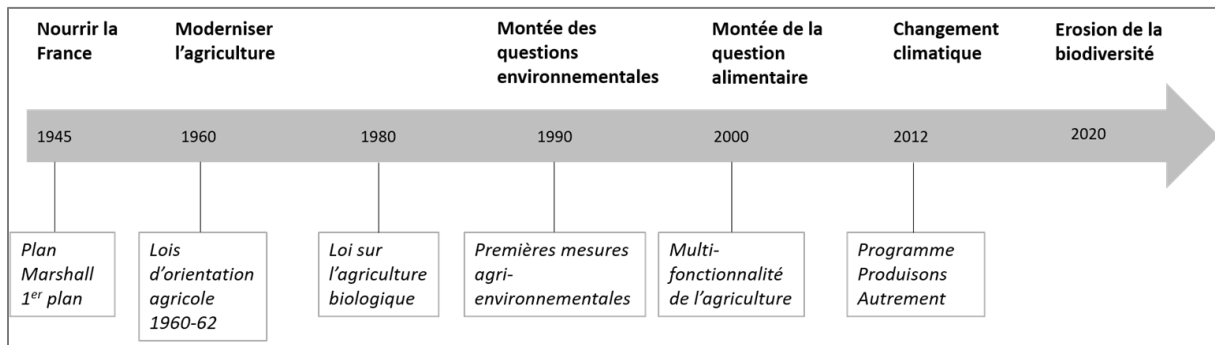 Nourrir la
France
Moderniser
l’agriculture
Montée des
questions
environnementales
Montée de la
question
alimentaire
Changement
climatique
Erosion de la
biodiversité
1945
1960
1980
1990
2000
2012
2020
Plan
Marshall
1er plan
Lois
d’orientation
agricole
1960-62
Loi sur
l’agriculture
biologique
Premières mesures
agri-
environnementales
Multi-
fonctionnalité
de l’agriculture
Programme
Produisons
Autrement